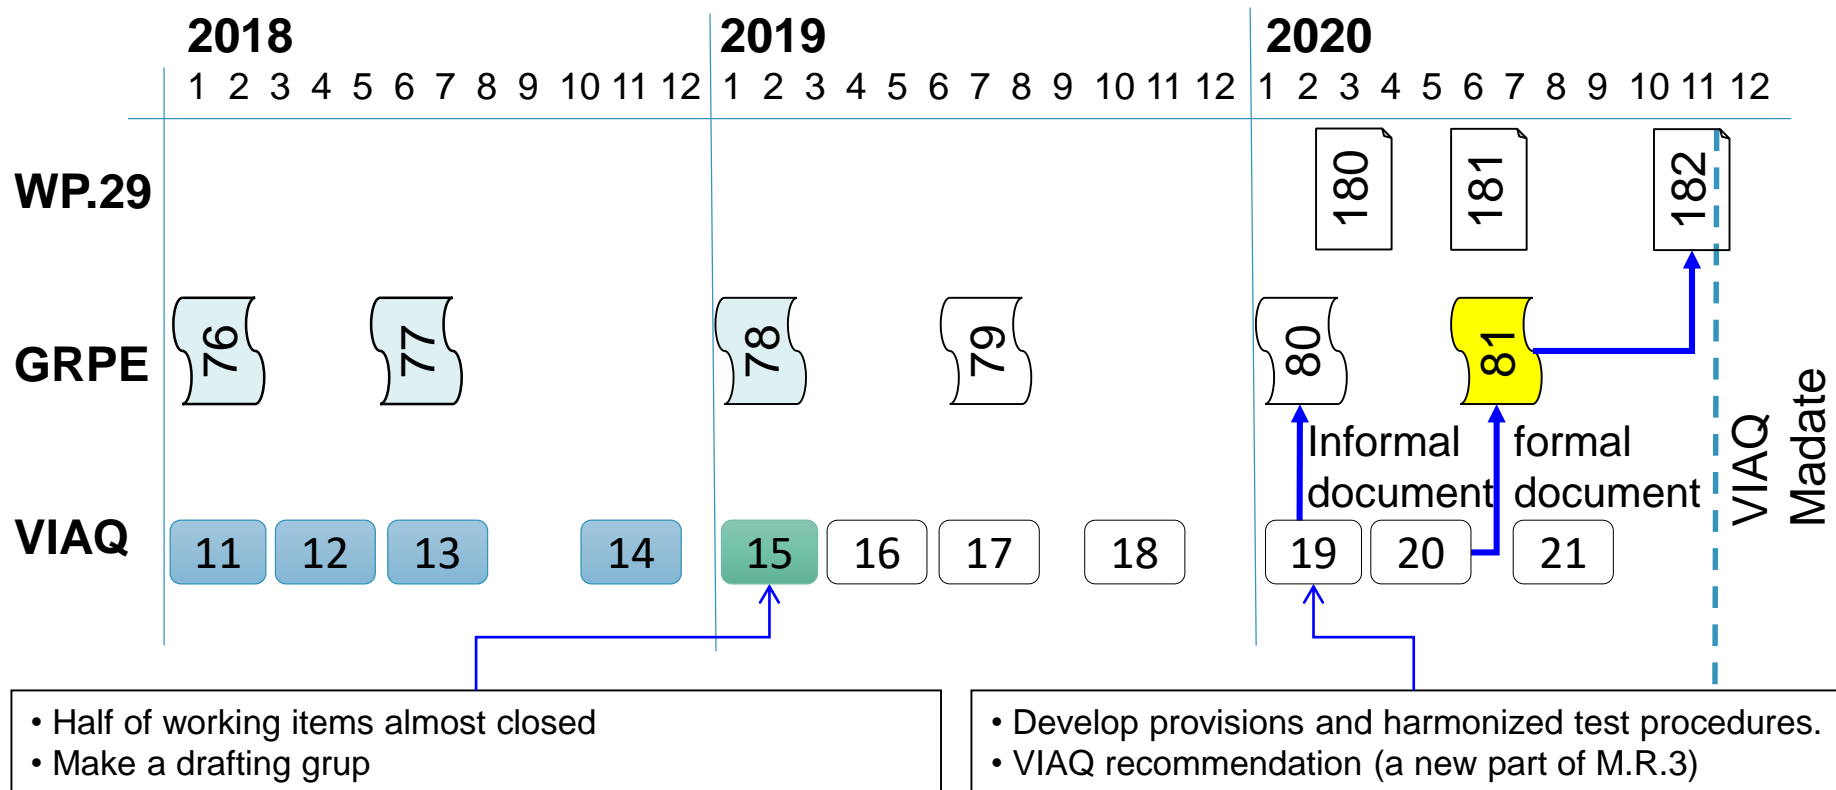 2018 2019 2020
1 2 3 4 5 6 7 8 9 10 11 12 1 2 3 4 5 6 7 8 9 10 11 12 1 2 3 4 5 6 7 8 9 10 11 12
WP.29 180 181 182
GRPE 76 77 78 79 80 81
Informal formal
document document
VIAQ
Madate
VIAQ 11 12 13 14 15 16 17 18 19 20 21
• Half of working items almost closed
• Make a drafting grup
• Develop provisions and harmonized test procedures.
• VIAQ recommendation (a new part of M.R.3)